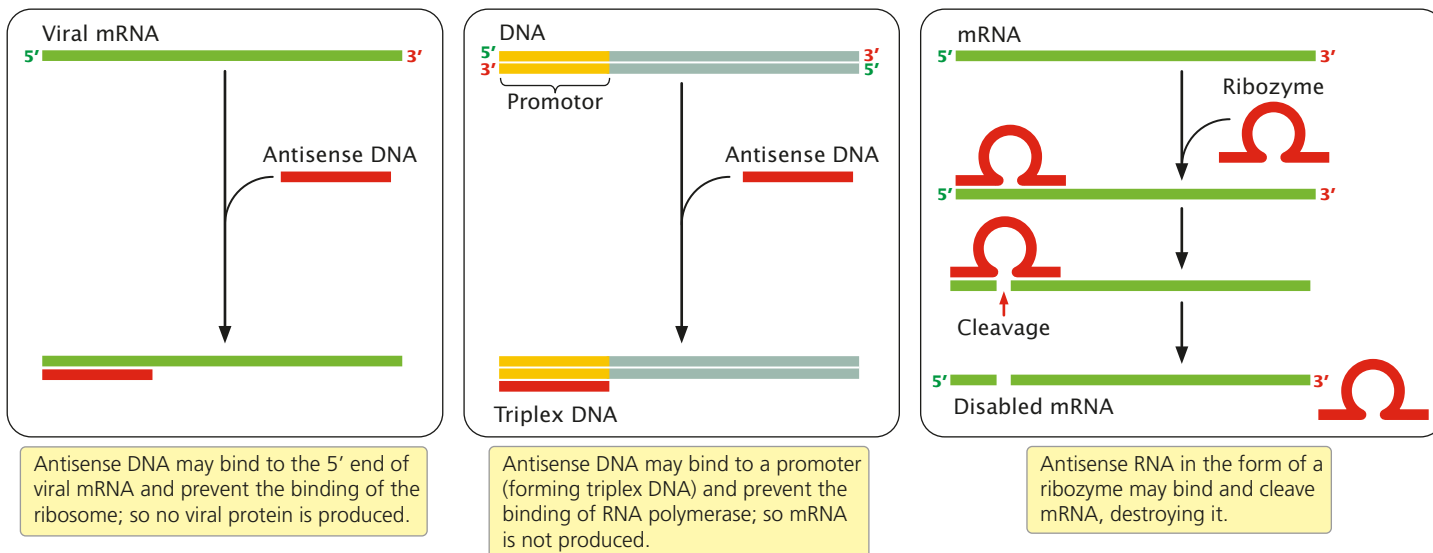 Viral mRNA
5’ 3’
Antisense DNA
Antisense DNA may bind to the 5’ end of
viral mRNA and prevent the binding of the
ribosome; so no viral protein is produced.
DNA
5’ 3’
3’ 5’
Promotor
Antisense DNA
Triplex DNA
Antisense DNA may bind to a promoter
(forming triplex DNA) and prevent the
binding of RNA polymerase; so mRNA
is not produced.
mRNA
5’ 3’
Ribozyme
5’ 3’
Cleavage
5’ 3’
Disabled mRNA
Antisense RNA in the form of a
ribozyme may bind and cleave
mRNA, destroying it.